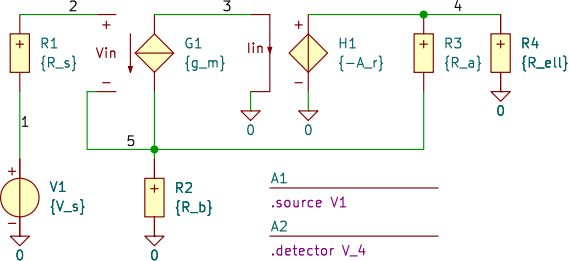 2
3
4
+
+
R1
{R_s}
Vin
G1
{g_m}
Iin
H1
{-A_r}
R3
{R_a}
R4
{R_ell}
−
−
0
0
0
1
5
+
V1
{V_s}
−
R2
{R_b}
A1
.source V1
A2
.detector V_4
0
0